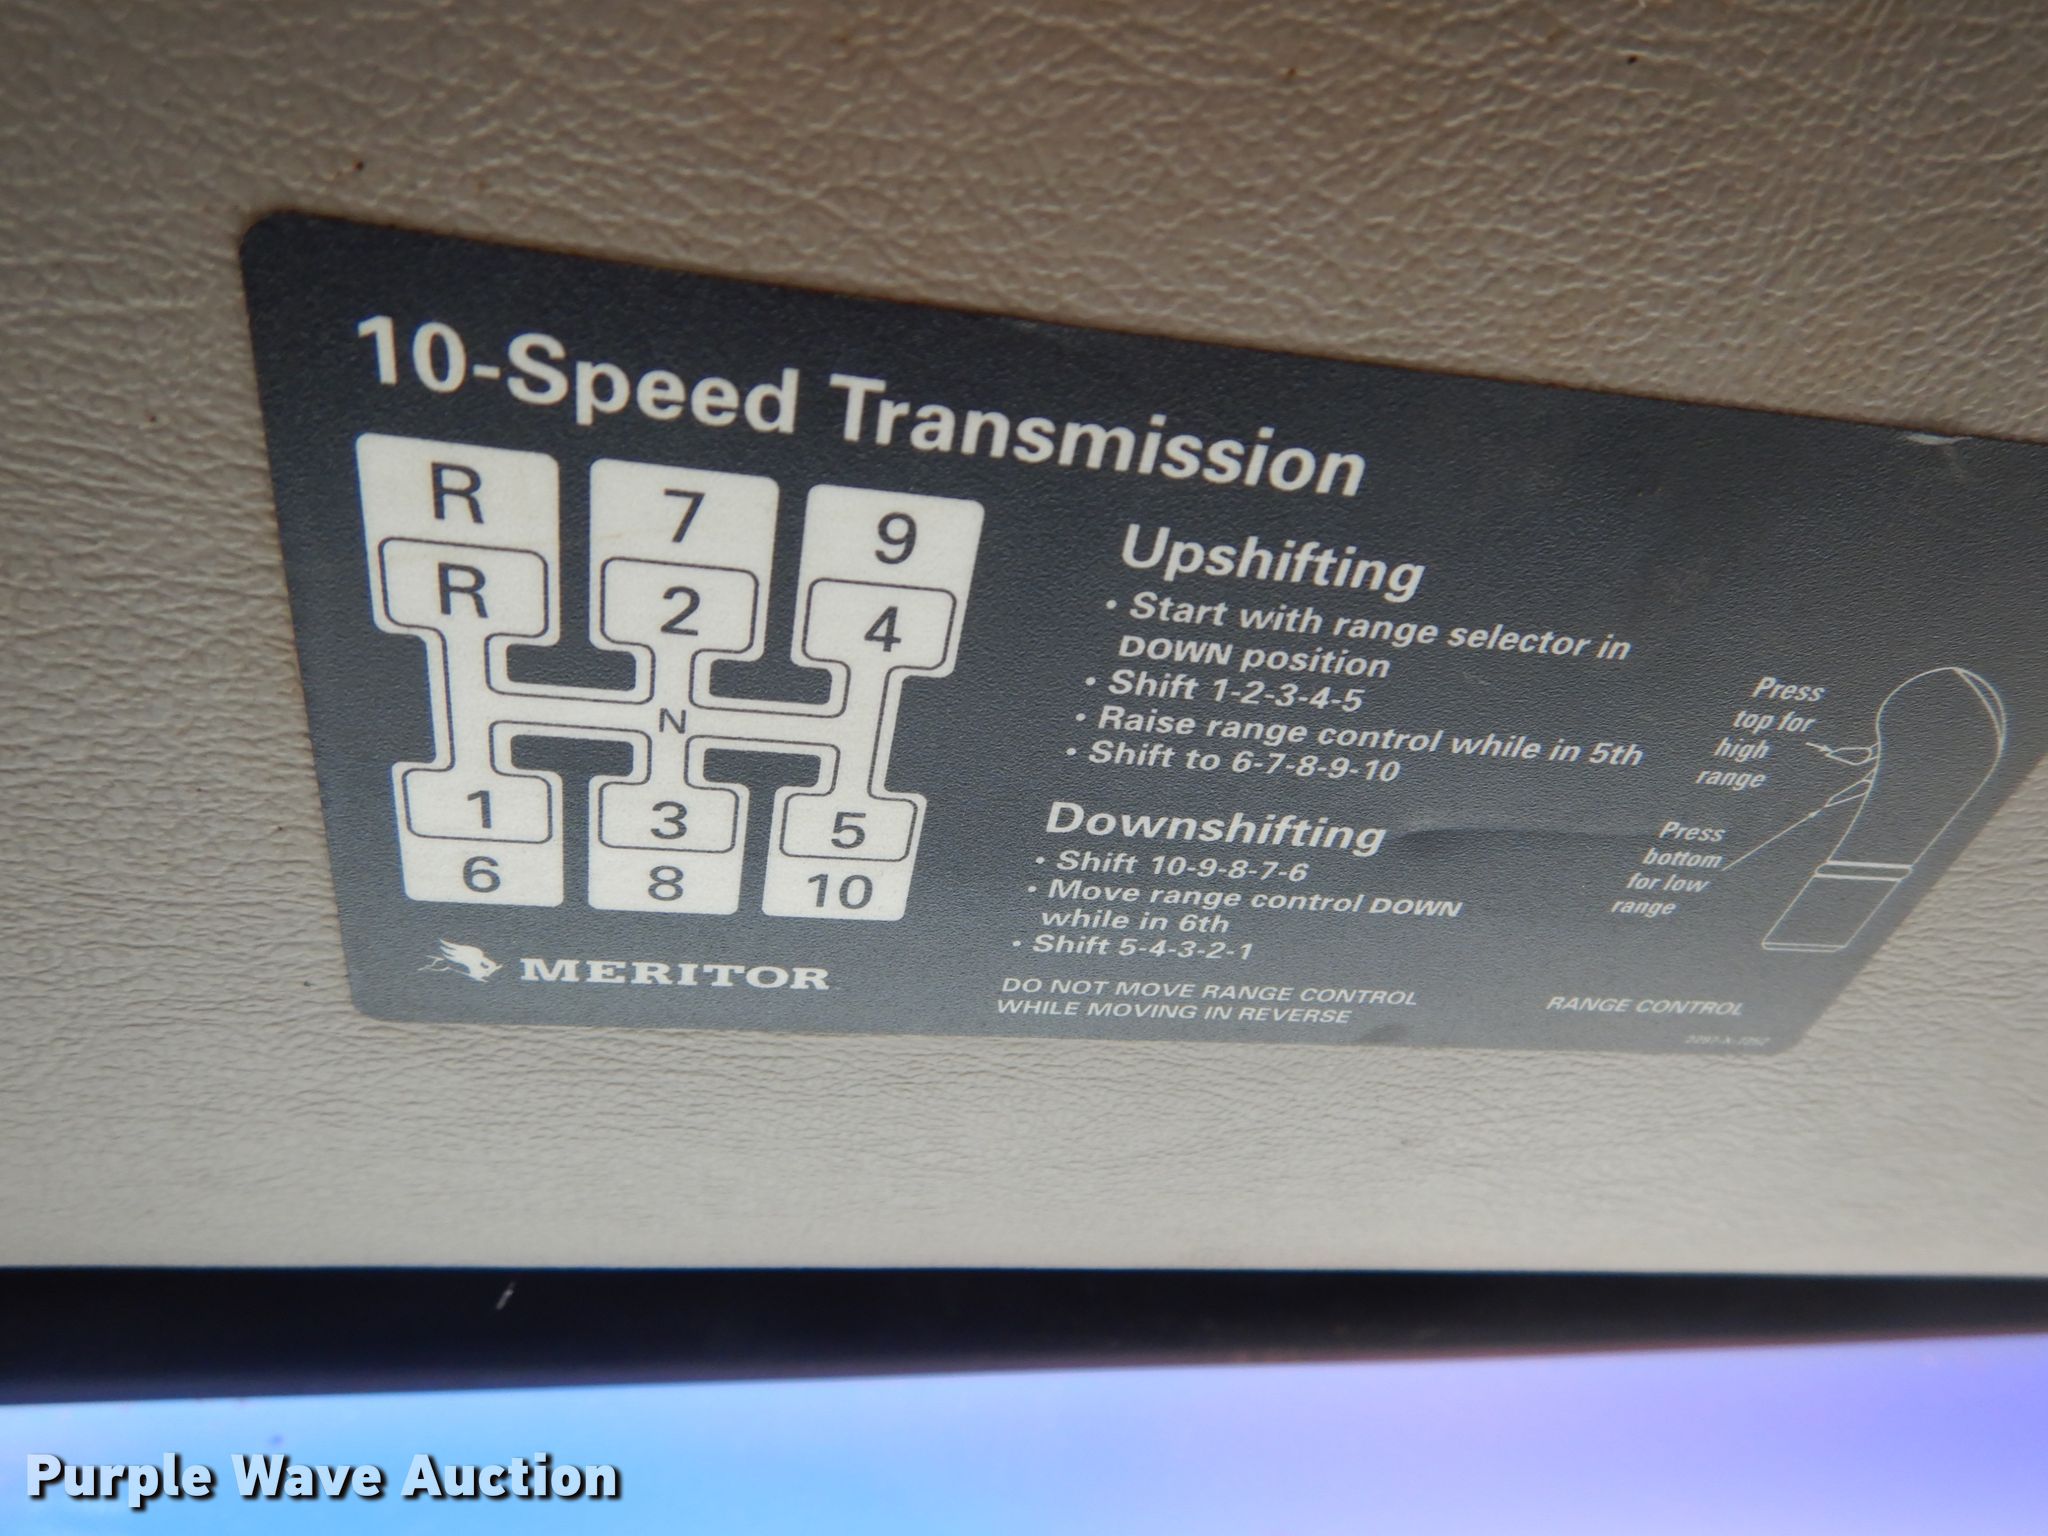 10-Speed Transmission
R 7 9
R 2 4
N
1 3 5
6 8 10
MERITOR
Upshifting
• Start with range selector in
DOWN position
• Shift 1-2-3-4-5
• Raise range control while in 5th
• Shift to 6-7-8-9-10
Downshifting
• Shift 10-9-8-7-6
• Move range control DOWN
while in 6th
• Shift 5-4-3-2-1
DO NOT MOVE RANGE CONTROL
WHILE MOVING IN REVERSE
Press
top for
high
range
Press
bottom
for low
range
RANGE CONTROL
Purple Wave Auction